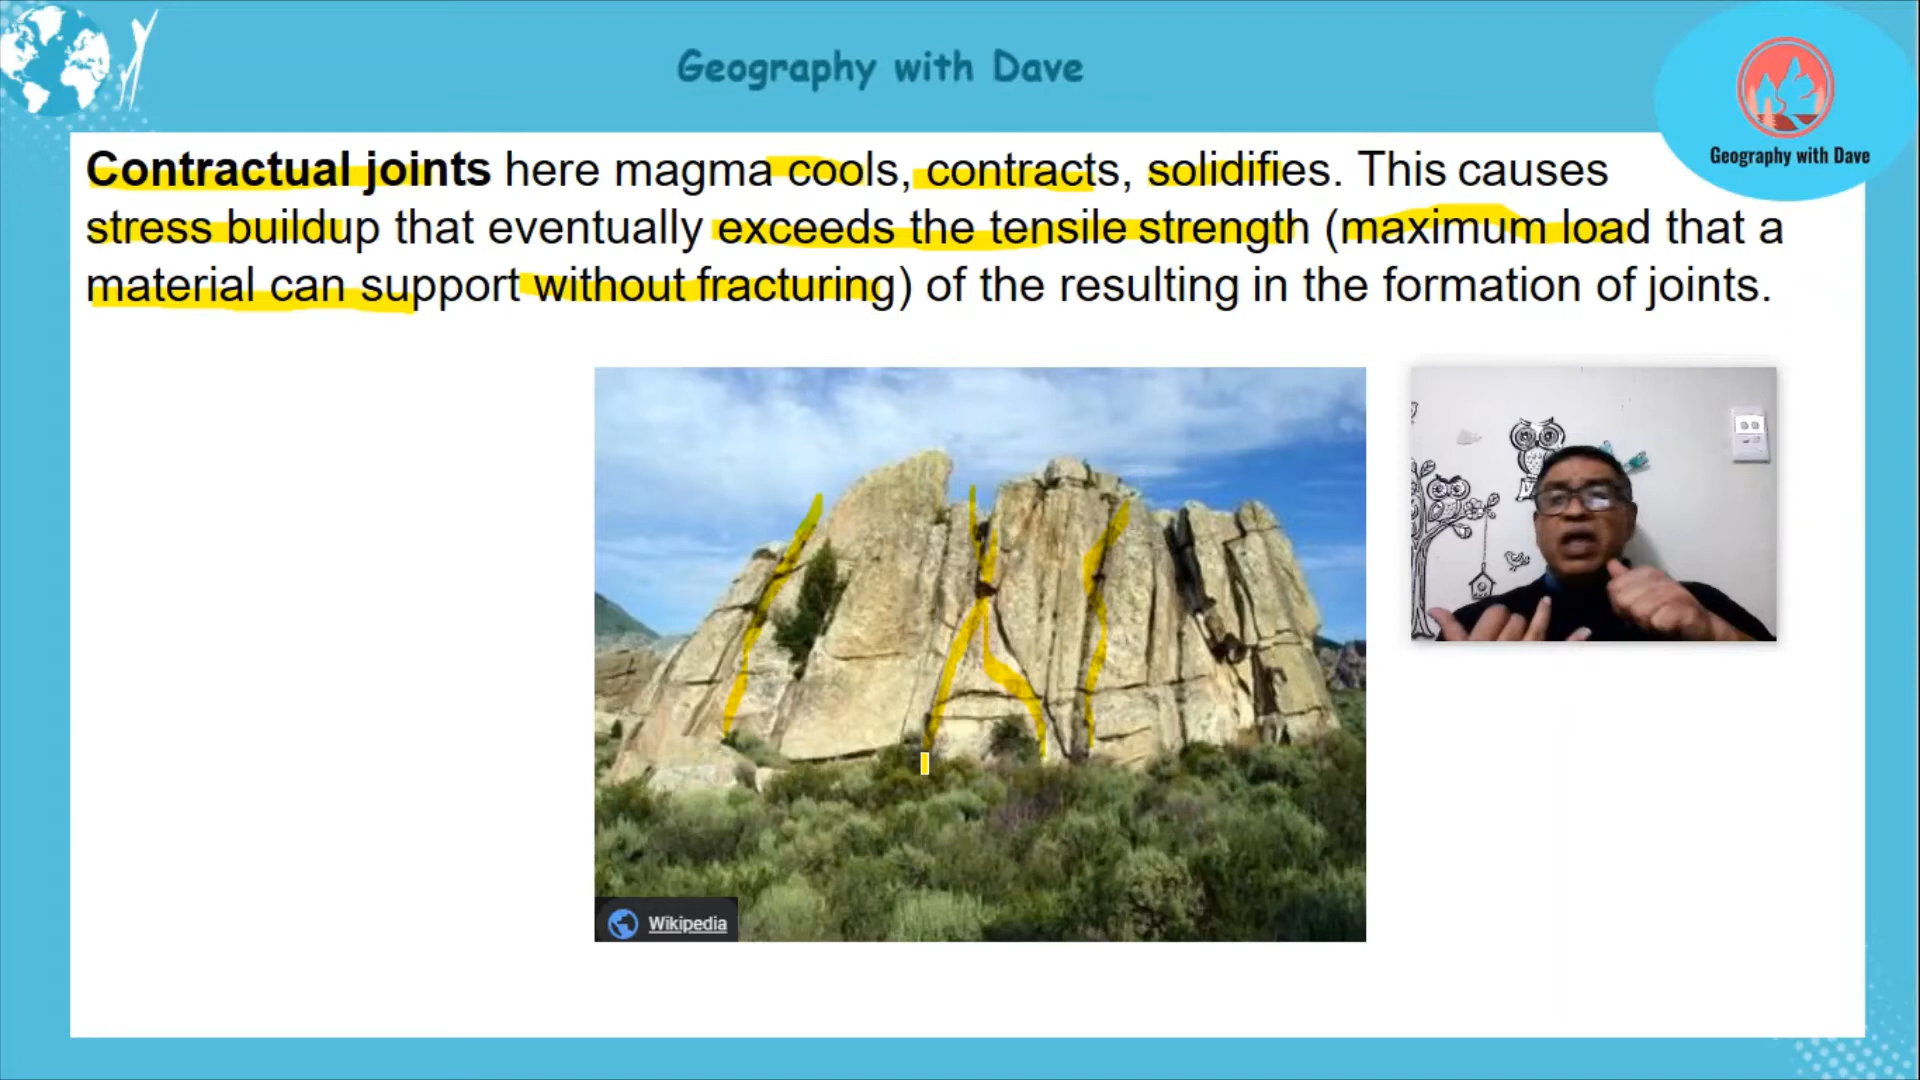 Geography with Dave
Geography with Dave
Contractual joints here magma cools, contracts, solidifies. This causes
stress buildup that eventually exceeds the tensile strength (maximum load that a
material can support without fracturing) of the resulting in the formation of joints.
Wikipedia